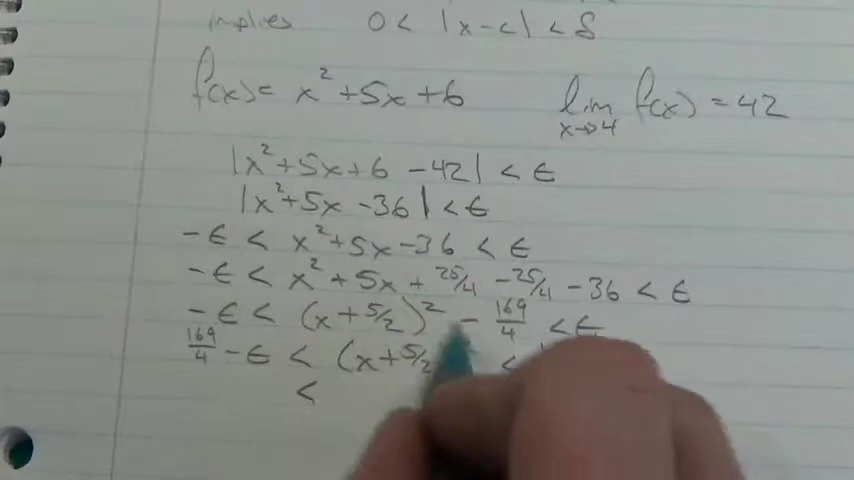 implies 0 < |x-c| < δ
f(x) = x² + 5x + 6 lim x→4 f(x) = 42
|x² + 5x + 6 - 42| < ε
|x² + 5x - 36| < ε
-ε < x² + 5x - 36 < ε
-ε < x² + 5x + 25/4 - 25/4 - 36 < ε
-ε < (x + 5/2)² - 169/4 < ε
169/4 - ε < (x + 5/2 <
<